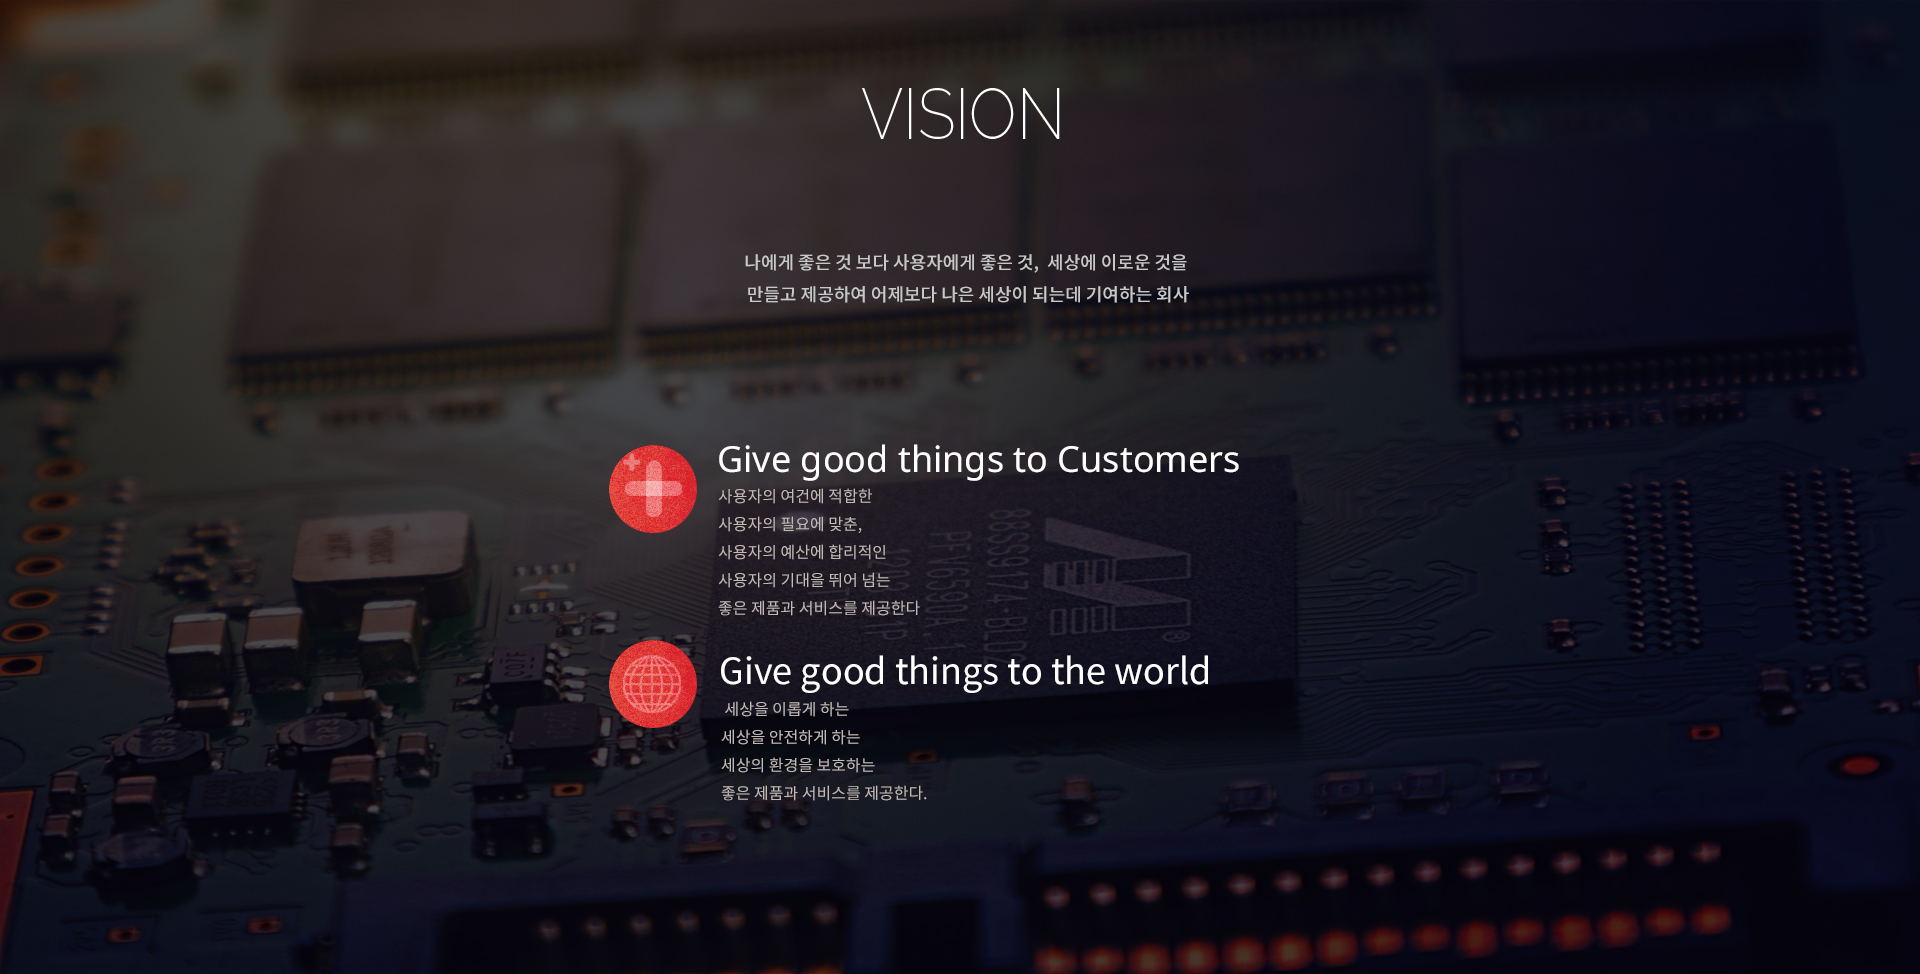 VISION
나에게 좋은 것 보다 사용자에게 좋은 것, 세상에 이로운 것을
만들고 제공하여 어제보다 나은 세상이 되는데 기여하는 회사
Give good things to Customers
사용자의 여건에 적합한
사용자의 필요에 맞춘,
사용자의 예산에 합리적인
사용자의 기대을 뛰어 넘는
좋은 제품과 서비스를 제공한다
Give good things to the world
세상을 이롭게 하는
세상을 안전하게 하는
세상의 환경을 보호하는
좋은 제품과 서비스를 제공한다.